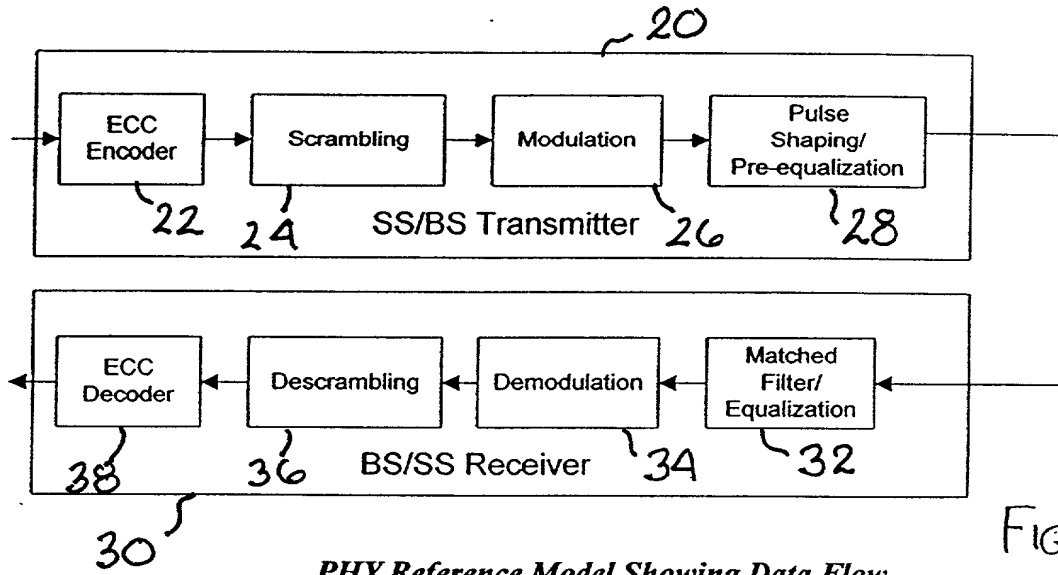 20
ECC
Encoder
Scrambling
Modulation
Pulse
Shaping/
Pre-equalization
22
24
SS/BS Transmitter
26
28
ECC
Decoder
Descrambling
Demodulation
Matched
Filter/
Equalization
38
36
BS/SS Receiver
34
32
30
PHY Reference Model Showing Data Flow